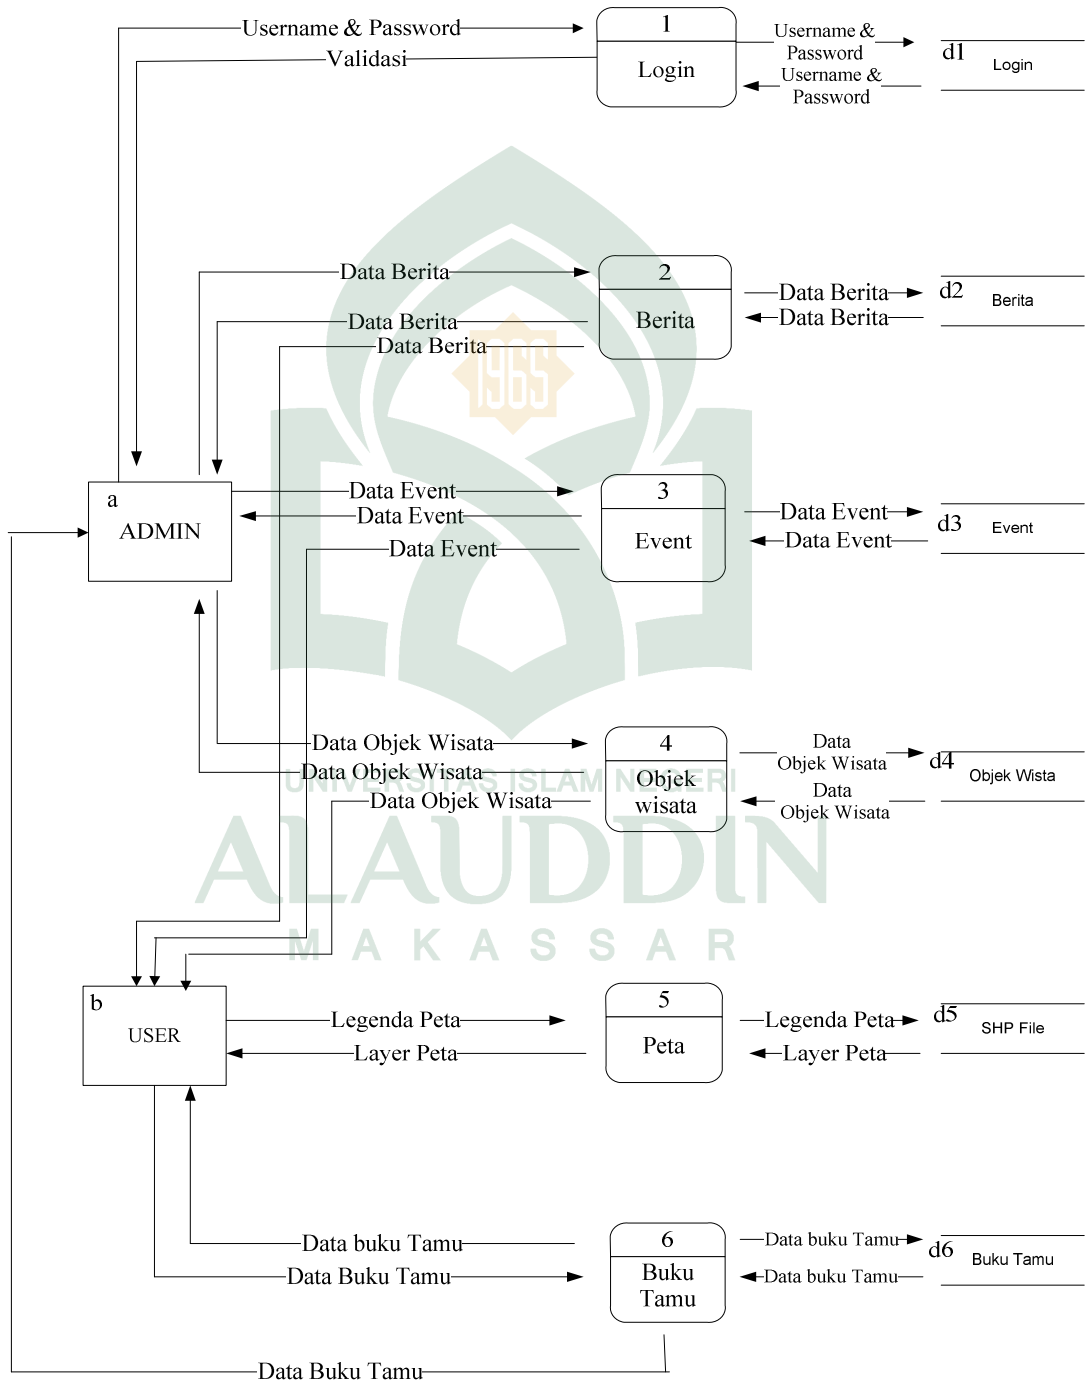 Username & Password
1
Username &
Password
d1
Login
Validasi
Login
Username &
Password
Data Berita
2
Data Berita
d2
Berita
Data Berita
Berita
Data Berita
Data Berita
1965
a
ADMIN
Data Event
3
Data Event
d3
Event
Data Event
Event
Data Event
Data Event
Data Objek Wisata
4
Data
Objek Wisata
d4
Objek Wista
Data Objek Wisata
Objek
wisata
Data
Objek Wisata
UNIVERSITAS ISLAM NEGERI
Data Objek Wisata
ALAUDDIN
MAKASSAR
b
USER
Legenda Peta
5
Legenda Peta
d5
SHP File
Layer Peta
Peta
Layer Peta
Data buku Tamu
6
Data buku Tamu
d6
Buku Tamu
Data Buku Tamu
Buku
Tamu
Data buku Tamu
Data Buku Tamu